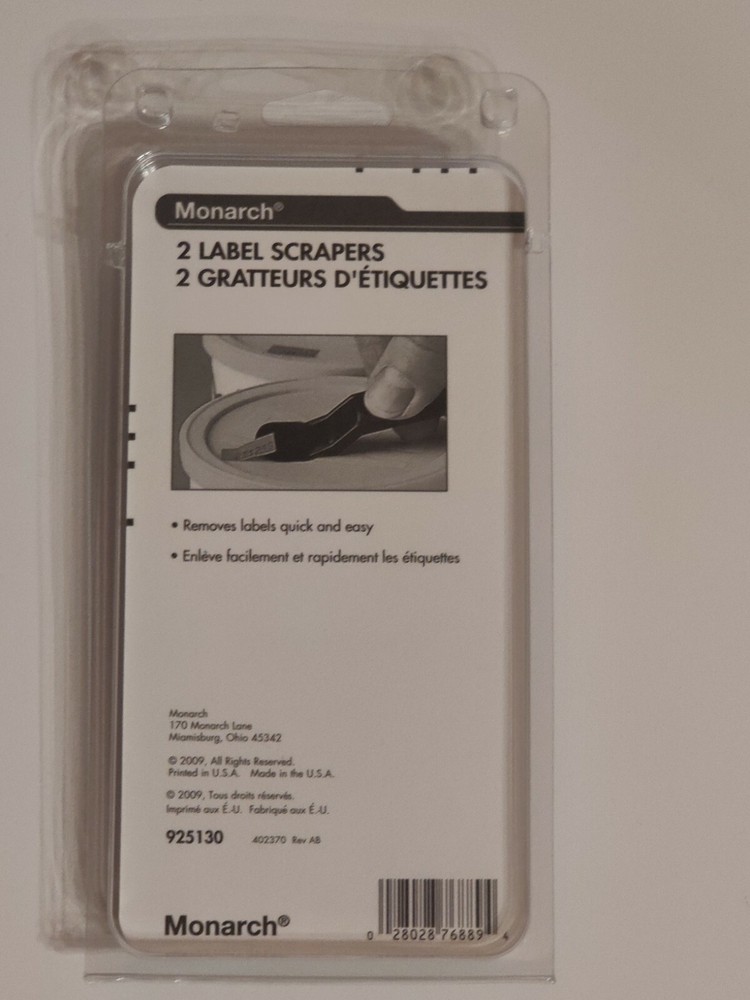 Monarch®
2 LABEL SCRAPERS
2 GRATTEURS D'ÉTIQUETTES
• Removes labels quick and easy
• Enlève facilement et rapidement les étiquettes
Monarch
170 Monarch Lane
Miamisburg, Ohio 45342
© 2009, All Rights Reserved.
Printed in U.S.A. Made in the U.S.A.
© 2009, Tous droits réservés.
Imprimé aux É.-U. Fabriqué aux É.-U.
925130 402370 Rev AB
Monarch®
0 28028 76889 4